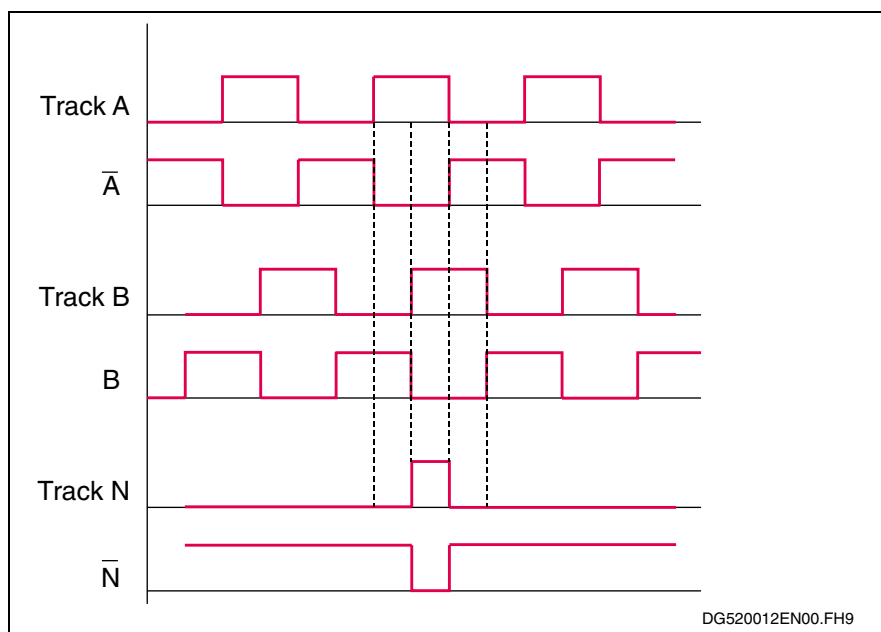 Track A
A̅
Track B
B
Track N
N̅
DG520012EN00.FH9